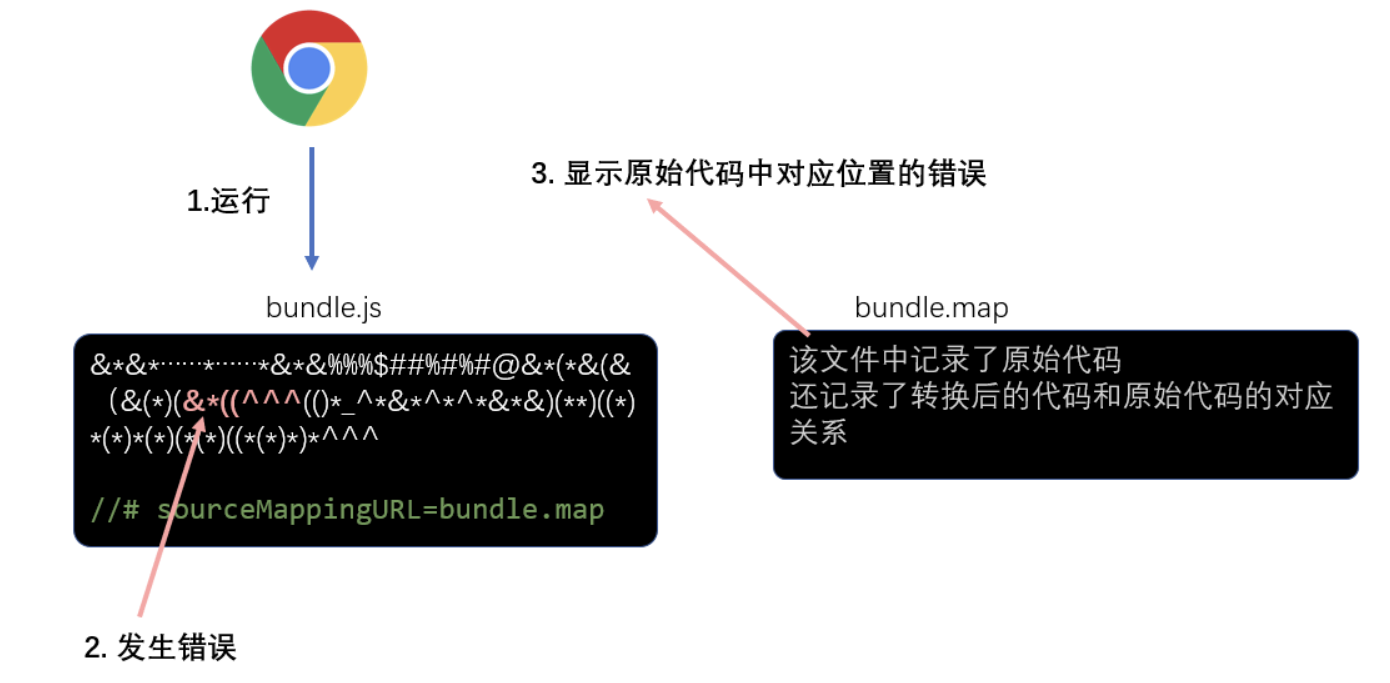 1.运行
3. 显示原始代码中对应位置的错误
bundle.js
&*&*……*……*&*&%%%$##%#%#@&*(*&(&
（&(*)(&*((^^^(()*_^*&*^*^*&*&)(**)((*)
*(*)*(*)(*(*)((*(*)*)*^^^
//# sourceMappingURL=bundle.map
bundle.map
该文件中记录了原始代码
还记录了转换后的代码和原始代码的对应
关系
2. 发生错误